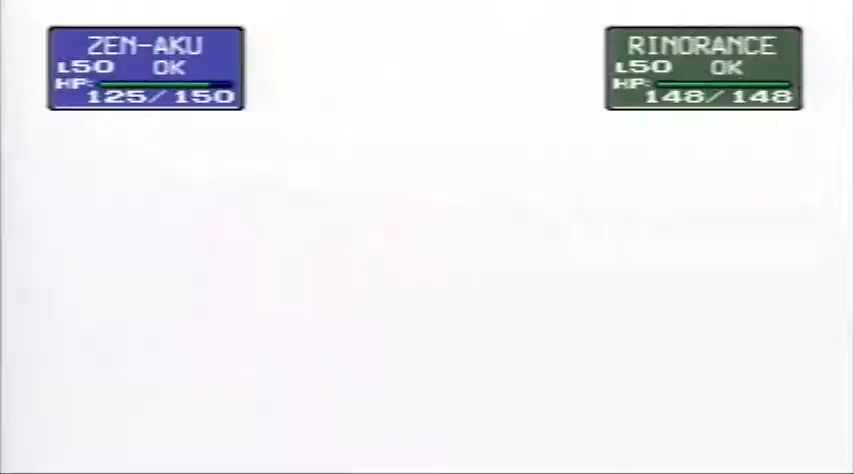 ZEN-AKU
L50 OK
HP:
125/150
RINORANCE
L50 OK
HP:
148/148